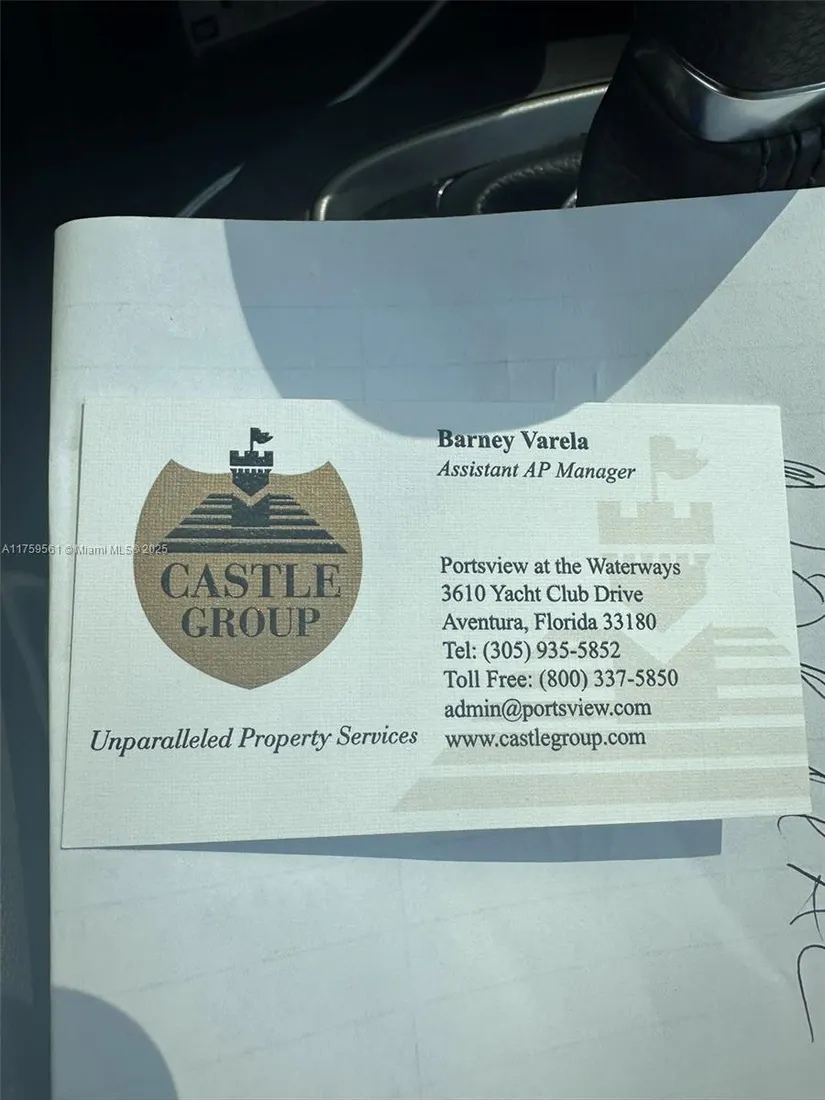 A11759561 © Miami MLS® 2025
CASTLE
GROUP
Unparalleled Property Services
Barney Varela
Assistant AP Manager
Portsview at the Waterways
3610 Yacht Club Drive
Aventura, Florida 33180
Tel: (305) 935-5852
Toll Free: (800) 337-5850
admin@portsview.com
www.castlegroup.com